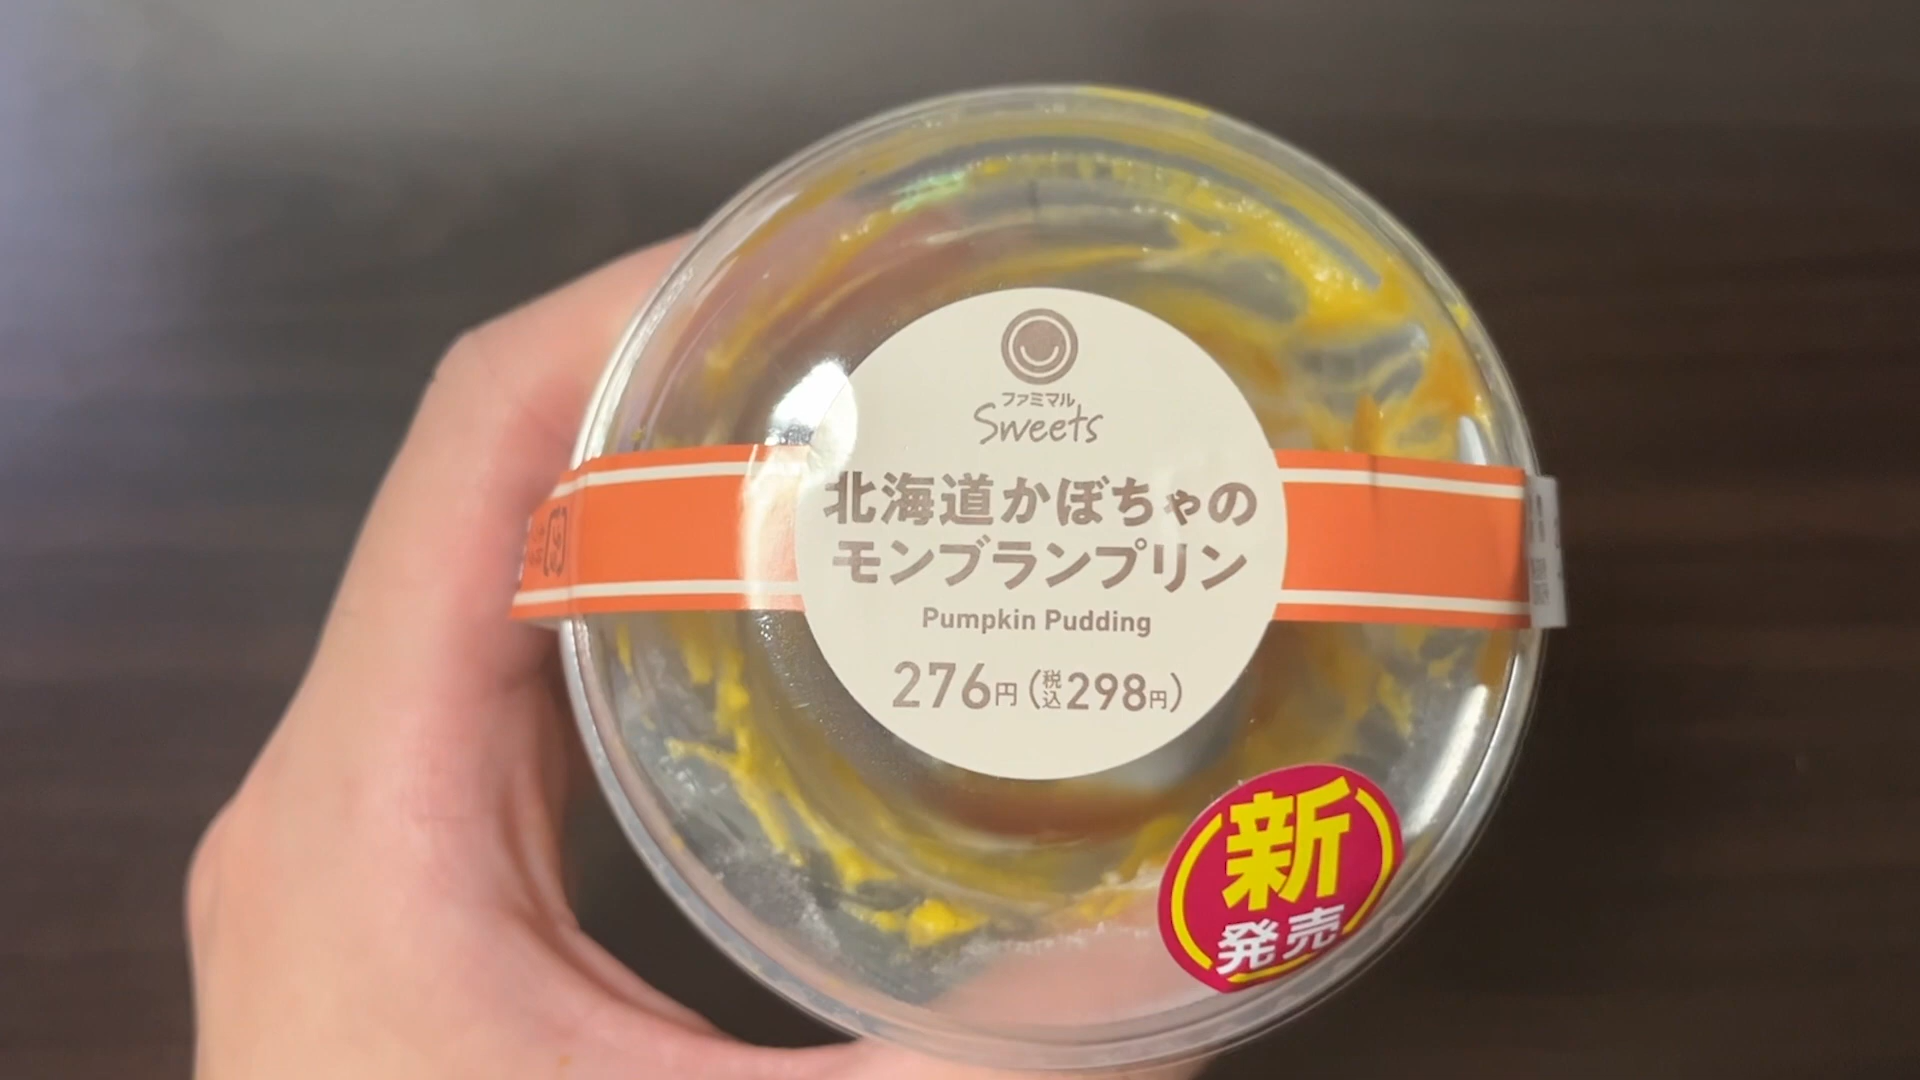 ファミマル
Sweets
北海道かぼちゃの
モンブランプリン
Pumpkin Pudding
276円(税込298円)
新
発売